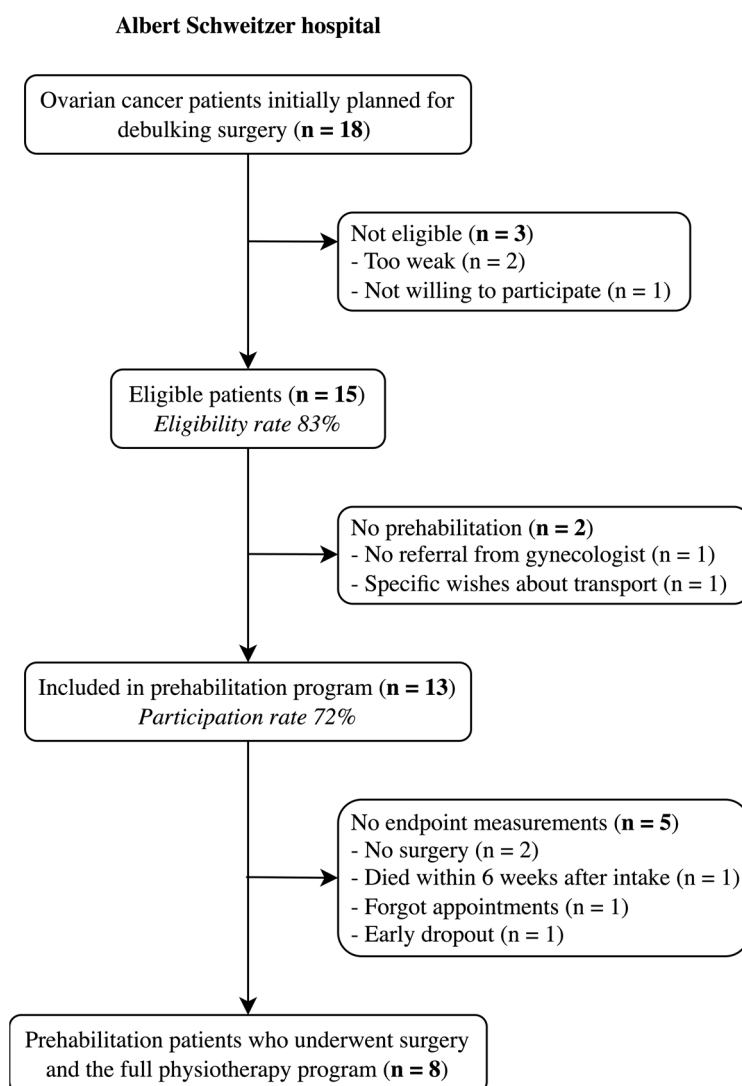 Albert Schweitzer hospital
Ovarian cancer patients initially planned for
debulking surgery (n = 18)
Not eligible (n = 3)
- Too weak (n = 2)
- Not willing to participate (n = 1)
Eligible patients (n = 15)
Eligibility rate 83%
No prehabilitation (n = 2)
- No referral from gynecologist (n = 1)
- Specific wishes about transport (n = 1)
Included in prehabilitation program (n = 13)
Participation rate 72%
No endpoint measurements (n = 5)
- No surgery (n = 2)
- Died within 6 weeks after intake (n = 1)
- Forgot appointments (n = 1)
- Early dropout (n = 1)
Prehabilitation patients who underwent surgery
and the full physiotherapy program (n = 8)